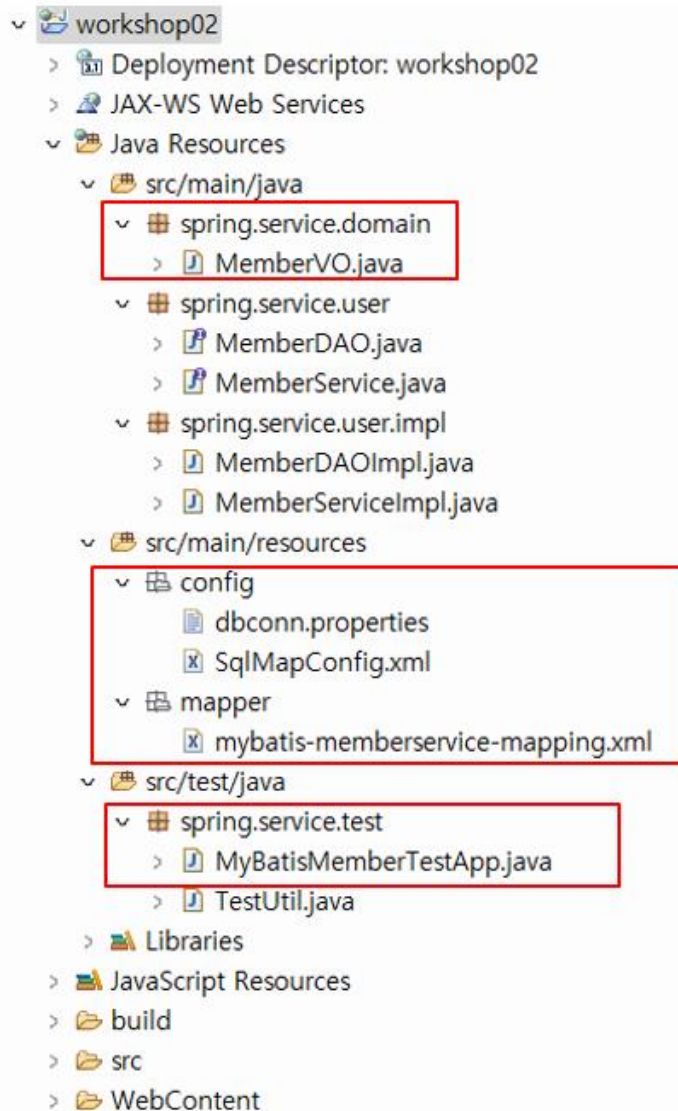 workshop02
Deployment Descriptor: workshop02
JAX-WS Web Services
Java Resources
src/main/java
spring.service.domain
MemberVO.java
spring.service.user
MemberDAO.java
MemberService.java
spring.service.user.impl
MemberDAOImpl.java
MemberServiceImpl.java
src/main/resources
config
dbconn.properties
SqlMapConfig.xml
mapper
mybatis-memberservice-mapping.xml
src/test/java
spring.service.test
MyBatisMemberTestApp.java
TestUtil.java
Libraries
JavaScript Resources
build
src
WebContent